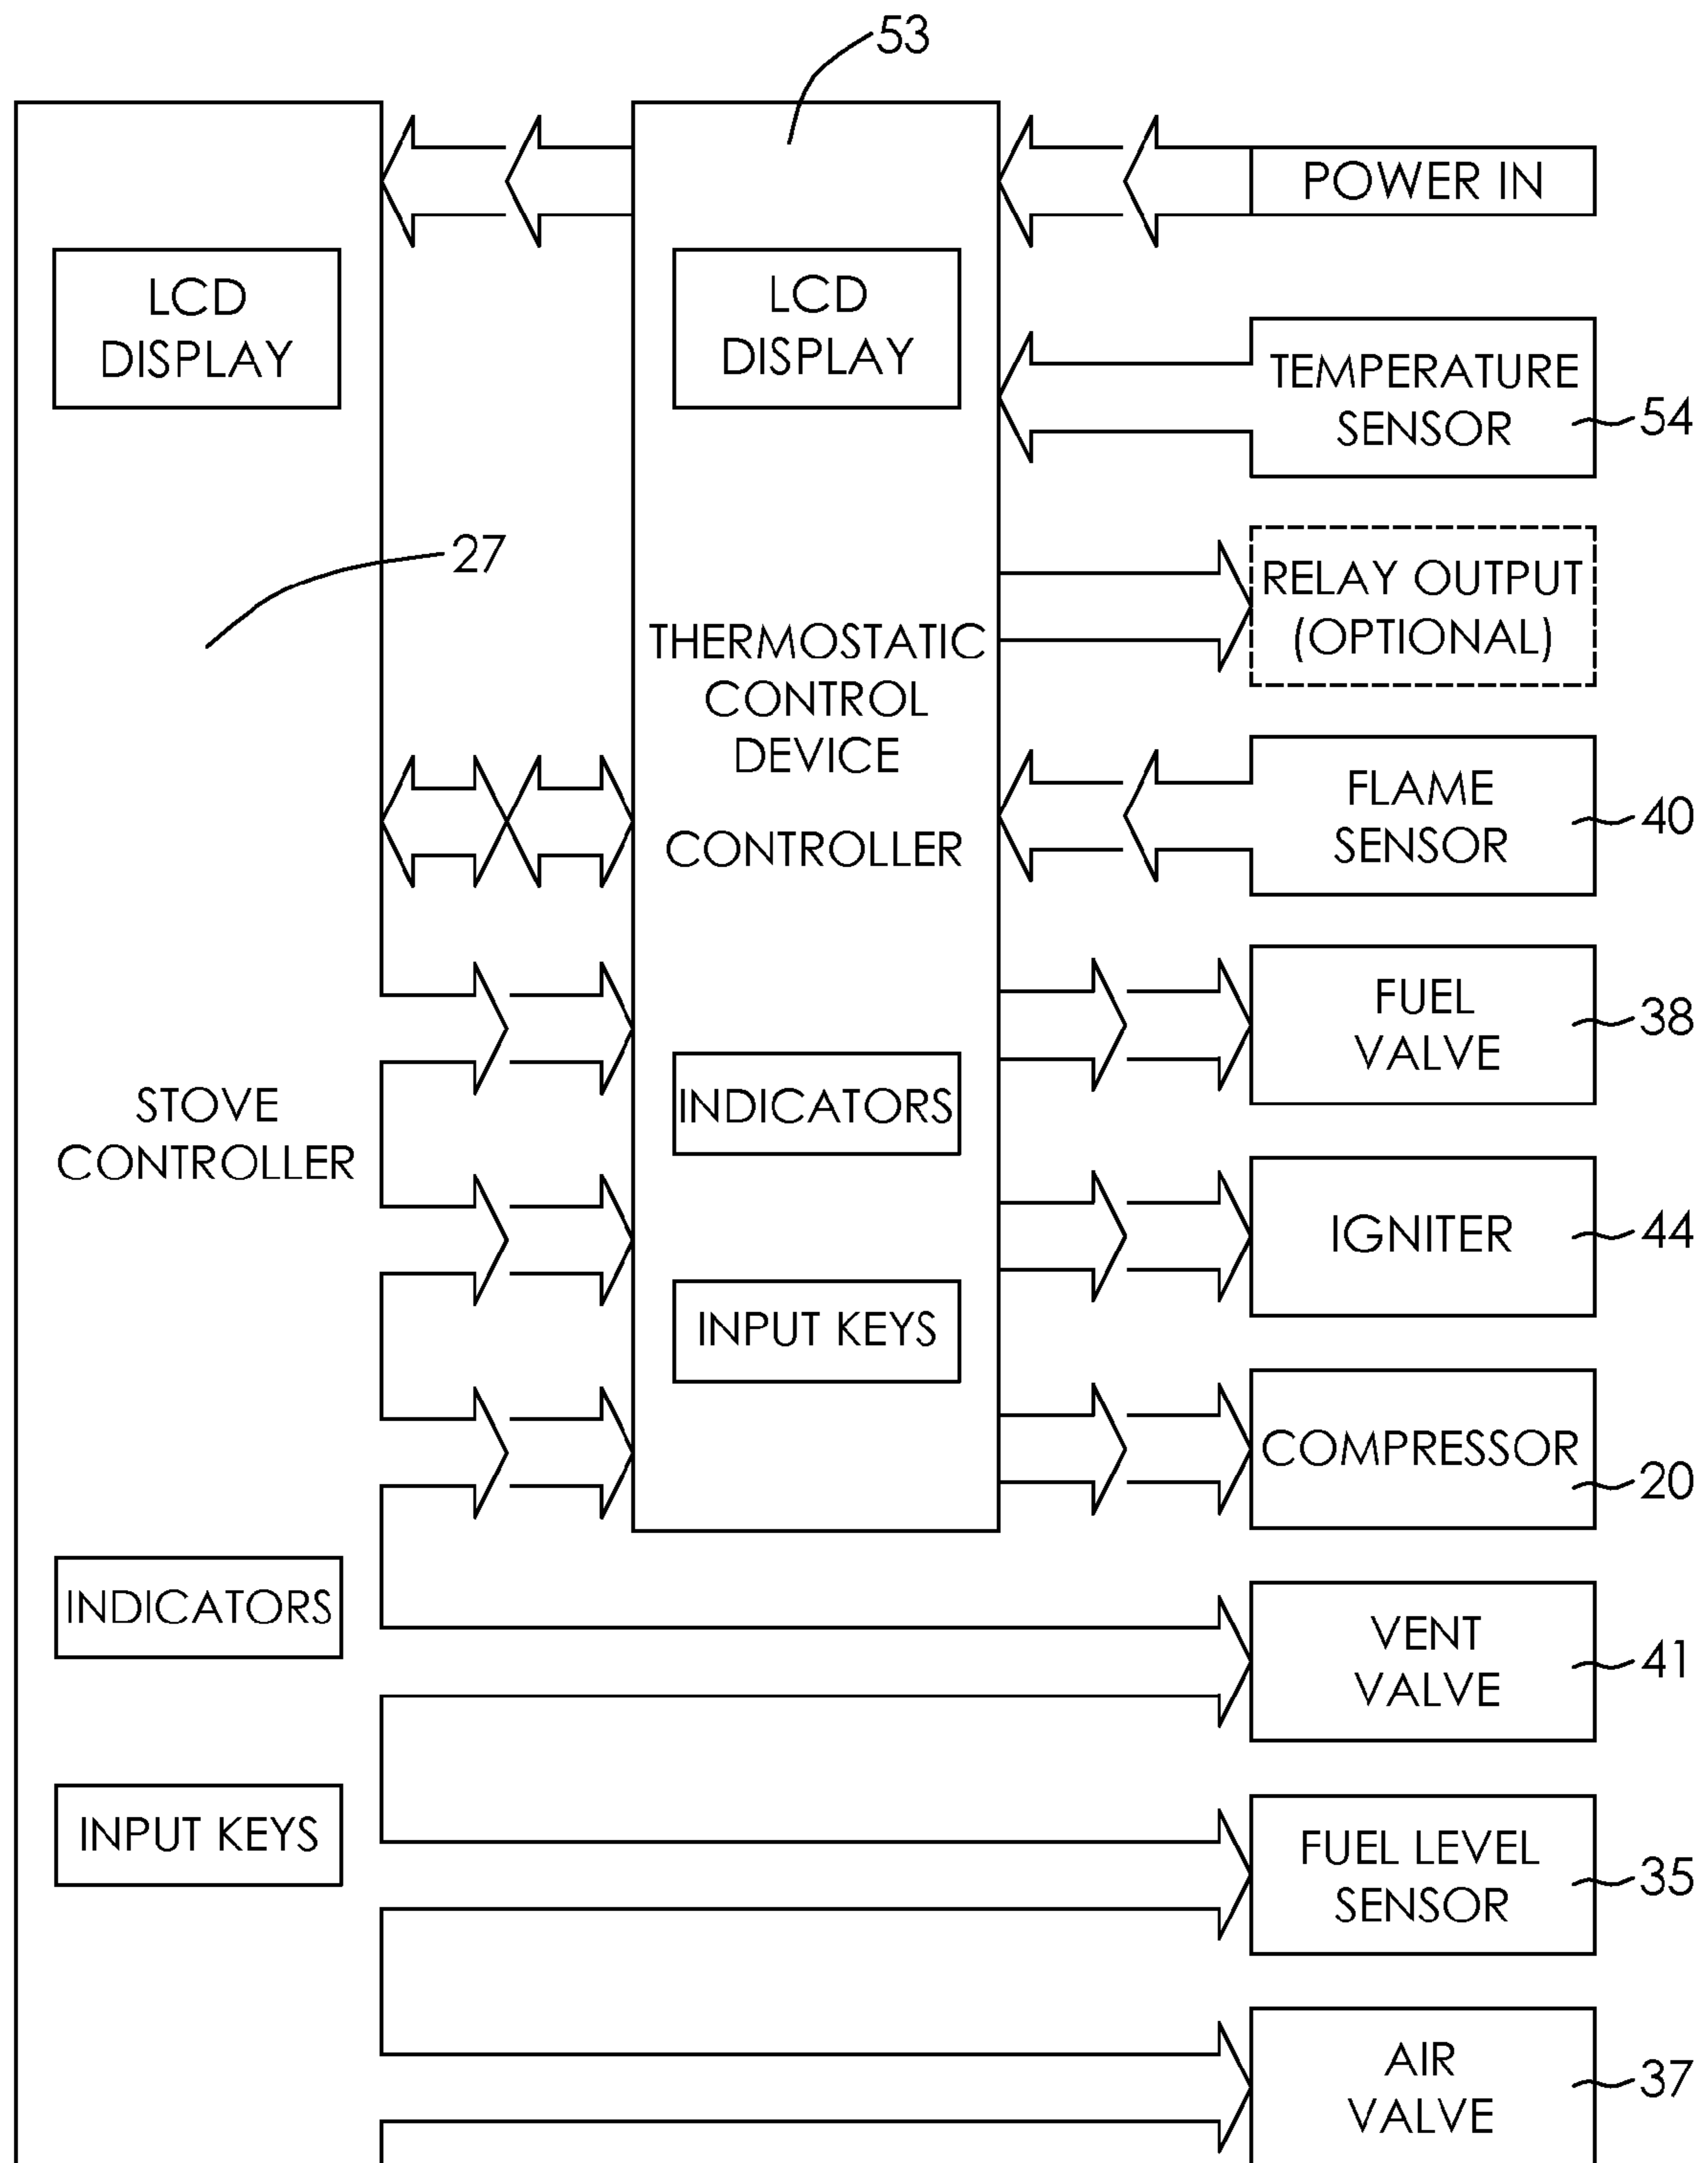 53
POWER IN
LCD
DISPLAY
LCD
DISPLAY
TEMPERATURE
SENSOR
54
27
RELAY OUTPUT
(OPTIONAL)
THERMOSTATIC
CONTROL
DEVICE
CONTROLLER
FLAME
SENSOR
40
FUEL
VALVE
38
STOVE
CONTROLLER
INDICATORS
IGNITER
44
INPUT KEYS
COMPRESSOR
20
INDICATORS
VENT
VALVE
41
INPUT KEYS
FUEL LEVEL
SENSOR
35
AIR
VALVE
37